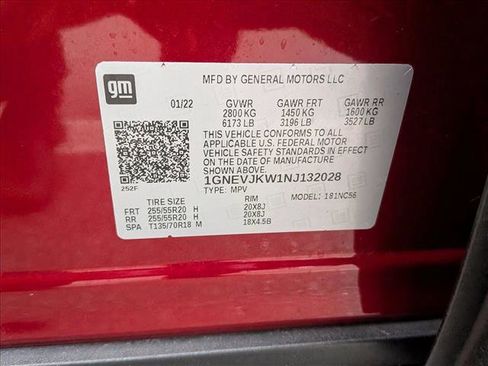 gm
MFD BY GENERAL MOTORS LLC
01/22 GVWR GAWR FRT GAWR RR
2800 KG 1450 KG 1600 KG
6173 LB 3196 LB 3527 LB
THIS VEHICLE CONFORMS TO ALL
APPLICABLE U.S. FEDERAL MOTOR
VEHICLE SAFETY STANDARDS IN
EFFECT ON THE DATE OF MANUFACTURE
SHOWN ABOVE.
1GNEVJKW1NJ132028
252F TYPE: MPV MODEL: 181NC56
TIRE SIZE RIM
FRT 255/55R20 H 20X8J
RR 255/55R20 H 20X8J
SPA T135/70R18 M 18X4.5B